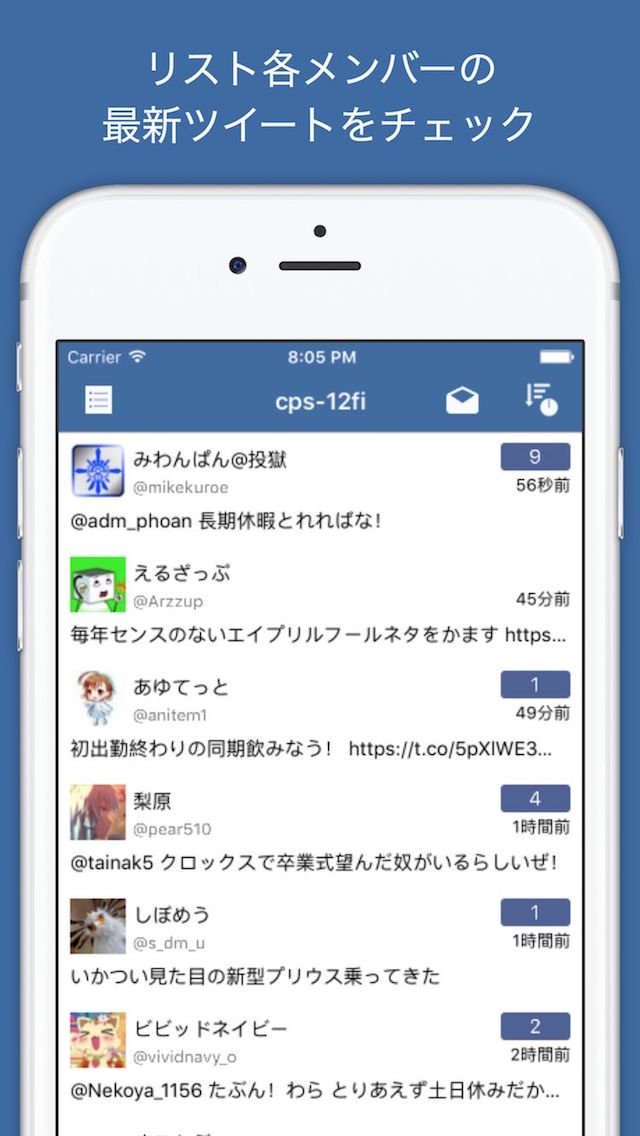 リスト各メンバーの
最新ツイートをチェック
Carrier 8:05 PM
cps-12fi
みわんぱん@投獄 9
@mikekuroe 56秒前
@adm_phoan 長期休暇とれればな！
えるざっぷ
@Arzzup 45分前
毎年センスのないエイプリルフールネタをかます https...
あゆてっと 1
@anitem1 49分前
初出勤終わりの同期飲みなう！ https://t.co/5pXlWE3...
梨原 4
@pear510 1時間前
@tainak5 クロックスで卒業式望んだ奴がいるらしいぜ！
しぼめう 1
@s_dm_u 1時間前
いかつい見た目の新型プリウス乗ってきた
ビビッドネイビー 2
@vividnavy_o 2時間前
@Nekoya_1156 たぶん！わら とりあえず土日休みだか...